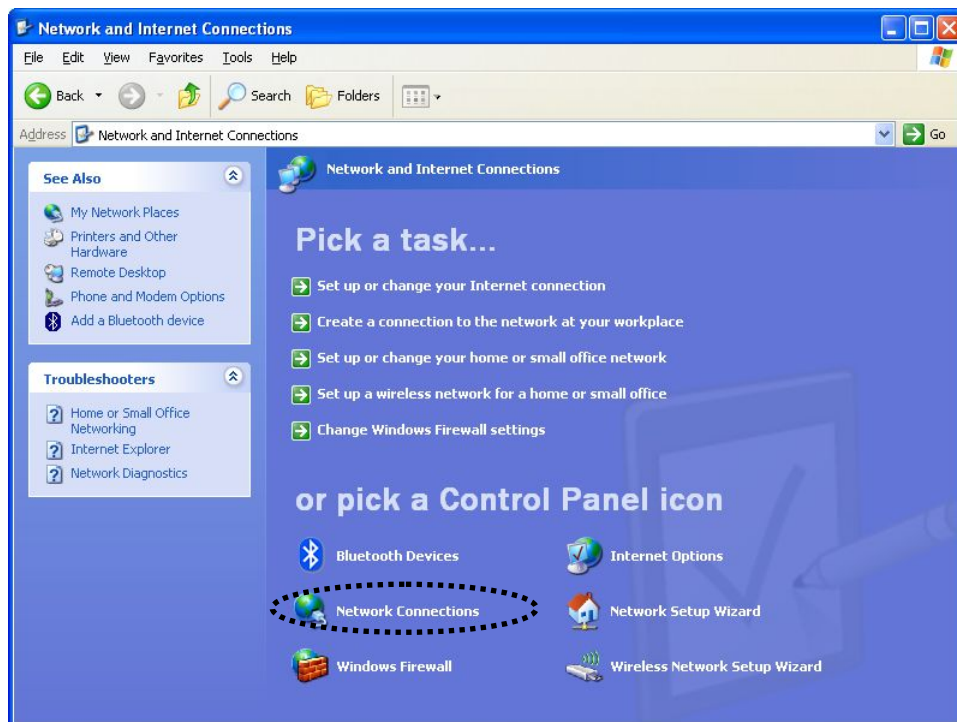 Network and Internet Connections
File Edit View Favorites Tools Help
Back Search Folders
Address Network and Internet Connections Go
See Also
My Network Places
Printers and Other
Hardware
Remote Desktop
Phone and Modem Options
Add a Bluetooth device
Troubleshooters
Home or Small Office
Networking
Internet Explorer
Network Diagnostics
Network and Internet Connections
Pick a task...
Set up or change your Internet connection
Create a connection to the network at your workplace
Set up or change your home or small office network
Set up a wireless network for a home or small office
Change Windows Firewall settings
or pick a Control Panel icon
Bluetooth Devices Internet Options
Network Connections Network Setup Wizard
Windows Firewall Wireless Network Setup Wizard